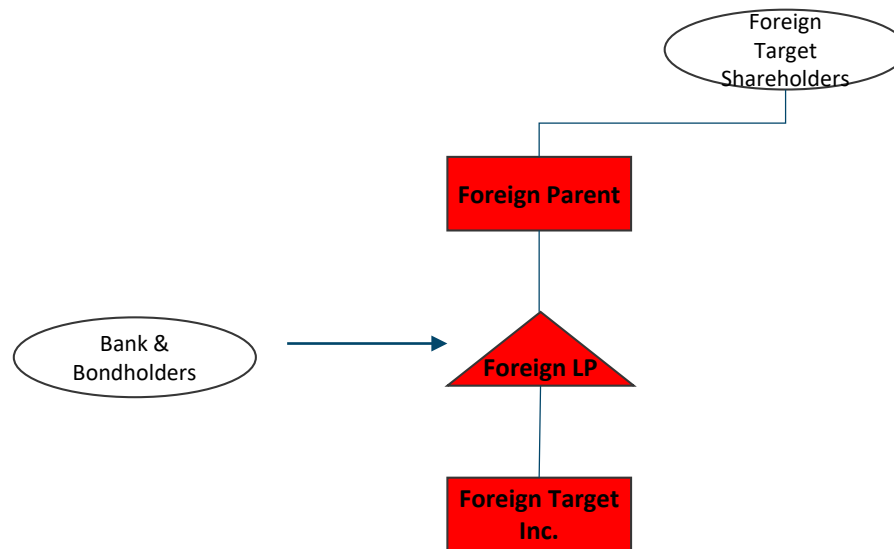 Foreign
Target
Shareholders
Foreign Parent
Bank &
Bondholders
Foreign LP
Foreign Target
Inc.